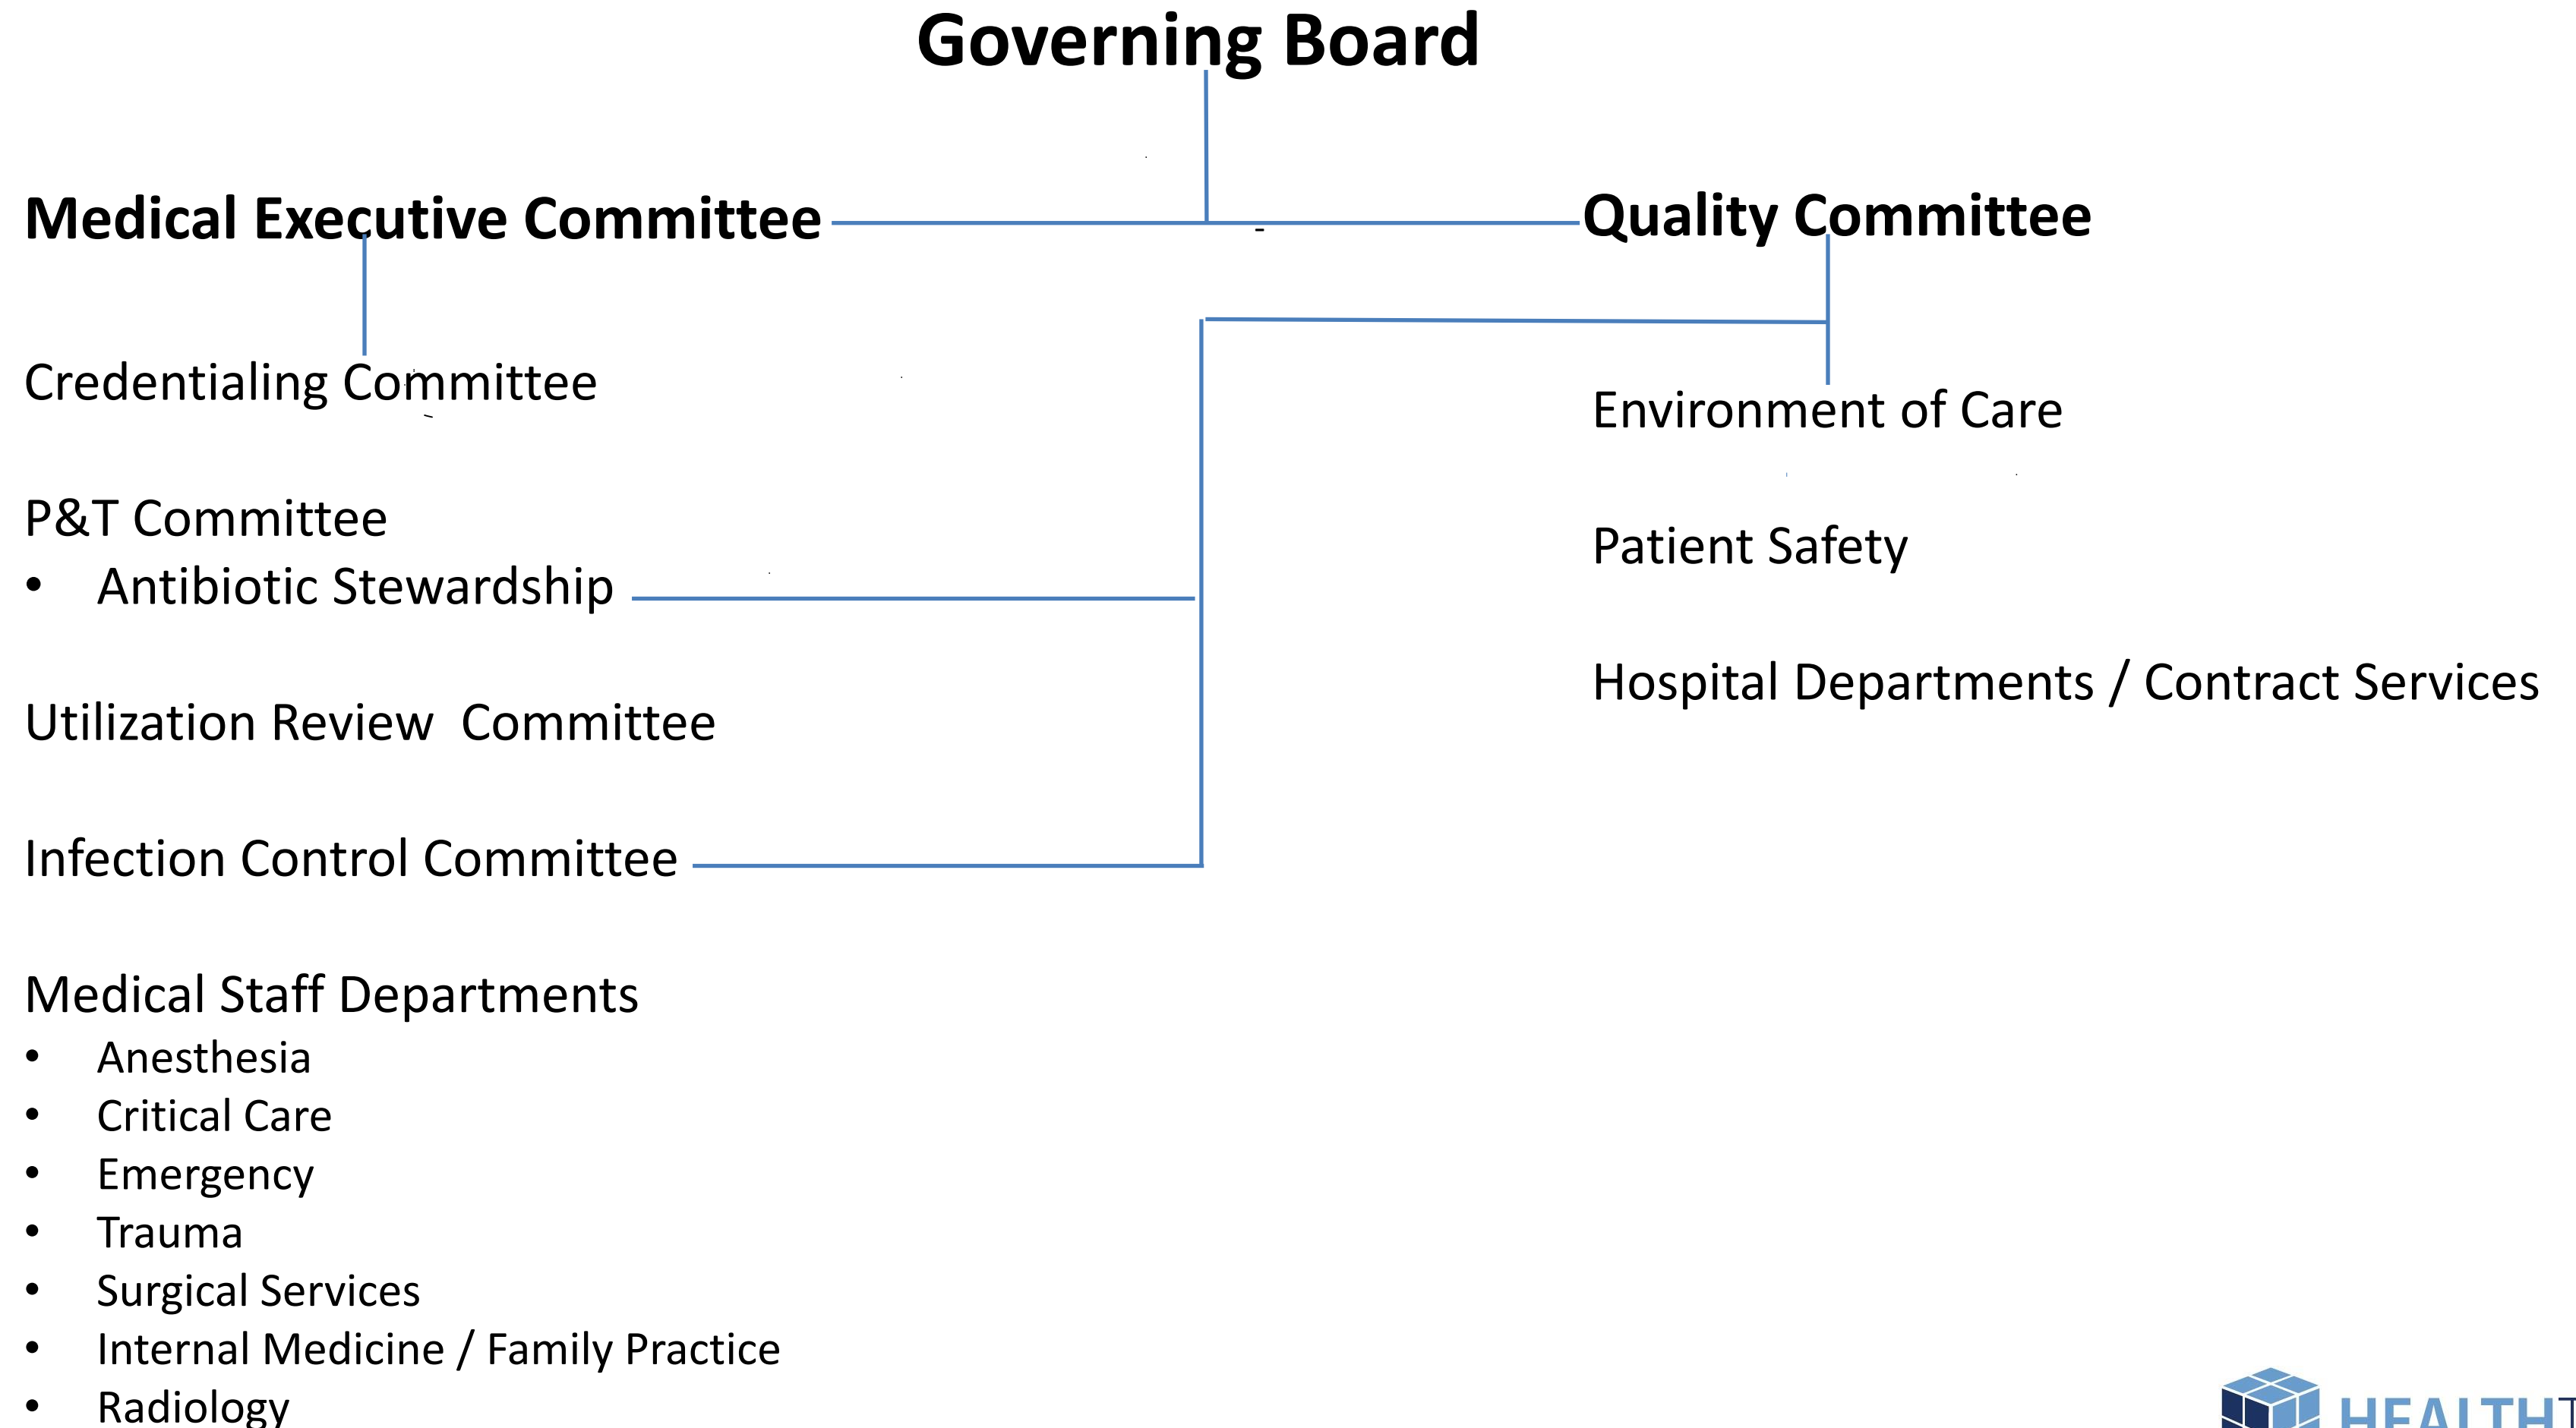 Governing Board
Medical Executive Committee
Quality Committee
Credentialing Committee
Environment of Care
P&T Committee
Patient Safety
• Antibiotic Stewardship
Hospital Departments / Contract Services
Utilization Review  Committee
Infection Control Committee
Medical Staff Departments
• Anesthesia
• Critical Care
• Emergency
• Trauma
• Surgical Services
• Internal Medicine / Family Practice
• Radiology
HEALTHT